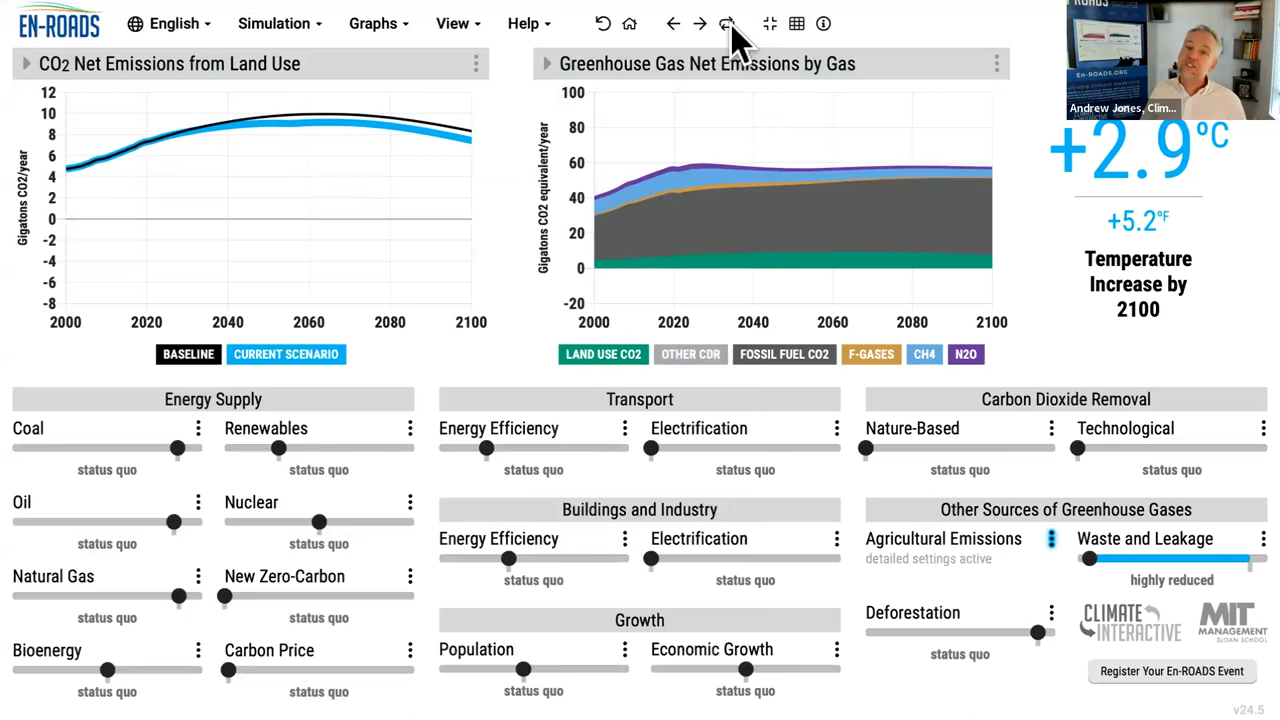 EN-ROADS
English
Simulation
Graphs
View
Help
En-ROADS.ORG
Andrew Jones, Clim...
CO2 Net Emissions from Land Use
Gigatons CO2/year
12
10
8
6
4
2
0
-2
-4
-6
-8
2000 2020 2040 2060 2080 2100
BASELINE CURRENT SCENARIO
Greenhouse Gas Net Emissions by Gas
Gigatons CO2 equivalent/year
100
80
60
40
20
0
-20
2000 2020 2040 2060 2080 2100
LAND USE CO2 OTHER CDR FOSSIL FUEL CO2 F-GASES CH4 N2O
+2.9°C
+5.2°F
Temperature
Increase by
2100
Energy Supply
Coal
status quo
Renewables
status quo
Oil
status quo
Nuclear
status quo
Natural Gas
status quo
New Zero-Carbon
status quo
Bioenergy
status quo
Carbon Price
status quo
Transport
Energy Efficiency
status quo
Electrification
status quo
Buildings and Industry
Energy Efficiency
status quo
Electrification
status quo
Growth
Population
status quo
Economic Growth
status quo
Carbon Dioxide Removal
Nature-Based
status quo
Technological
status quo
Other Sources of Greenhouse Gases
Agricultural Emissions
detailed settings active
Waste and Leakage
highly reduced
Deforestation
status quo
CLIMATE
INTERACTIVE
MIT
MANAGEMENT
SLOAN SCHOOL
Register Your En-ROADS Event
v24.5